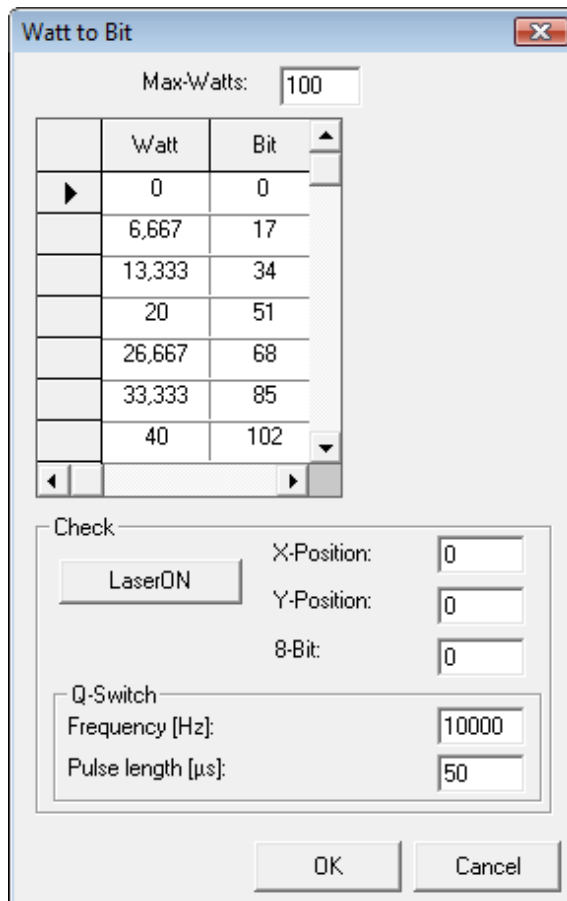 Watt to Bit
Max-Watts: 100
Watt Bit
0 0
6,667 17
13,333 34
20 51
26,667 68
33,333 85
40 102
Check
LaserON
X-Position: 0
Y-Position: 0
8-Bit: 0
Q-Switch
Frequency [Hz]: 10000
Pulse length [µs]: 50
OK Cancel